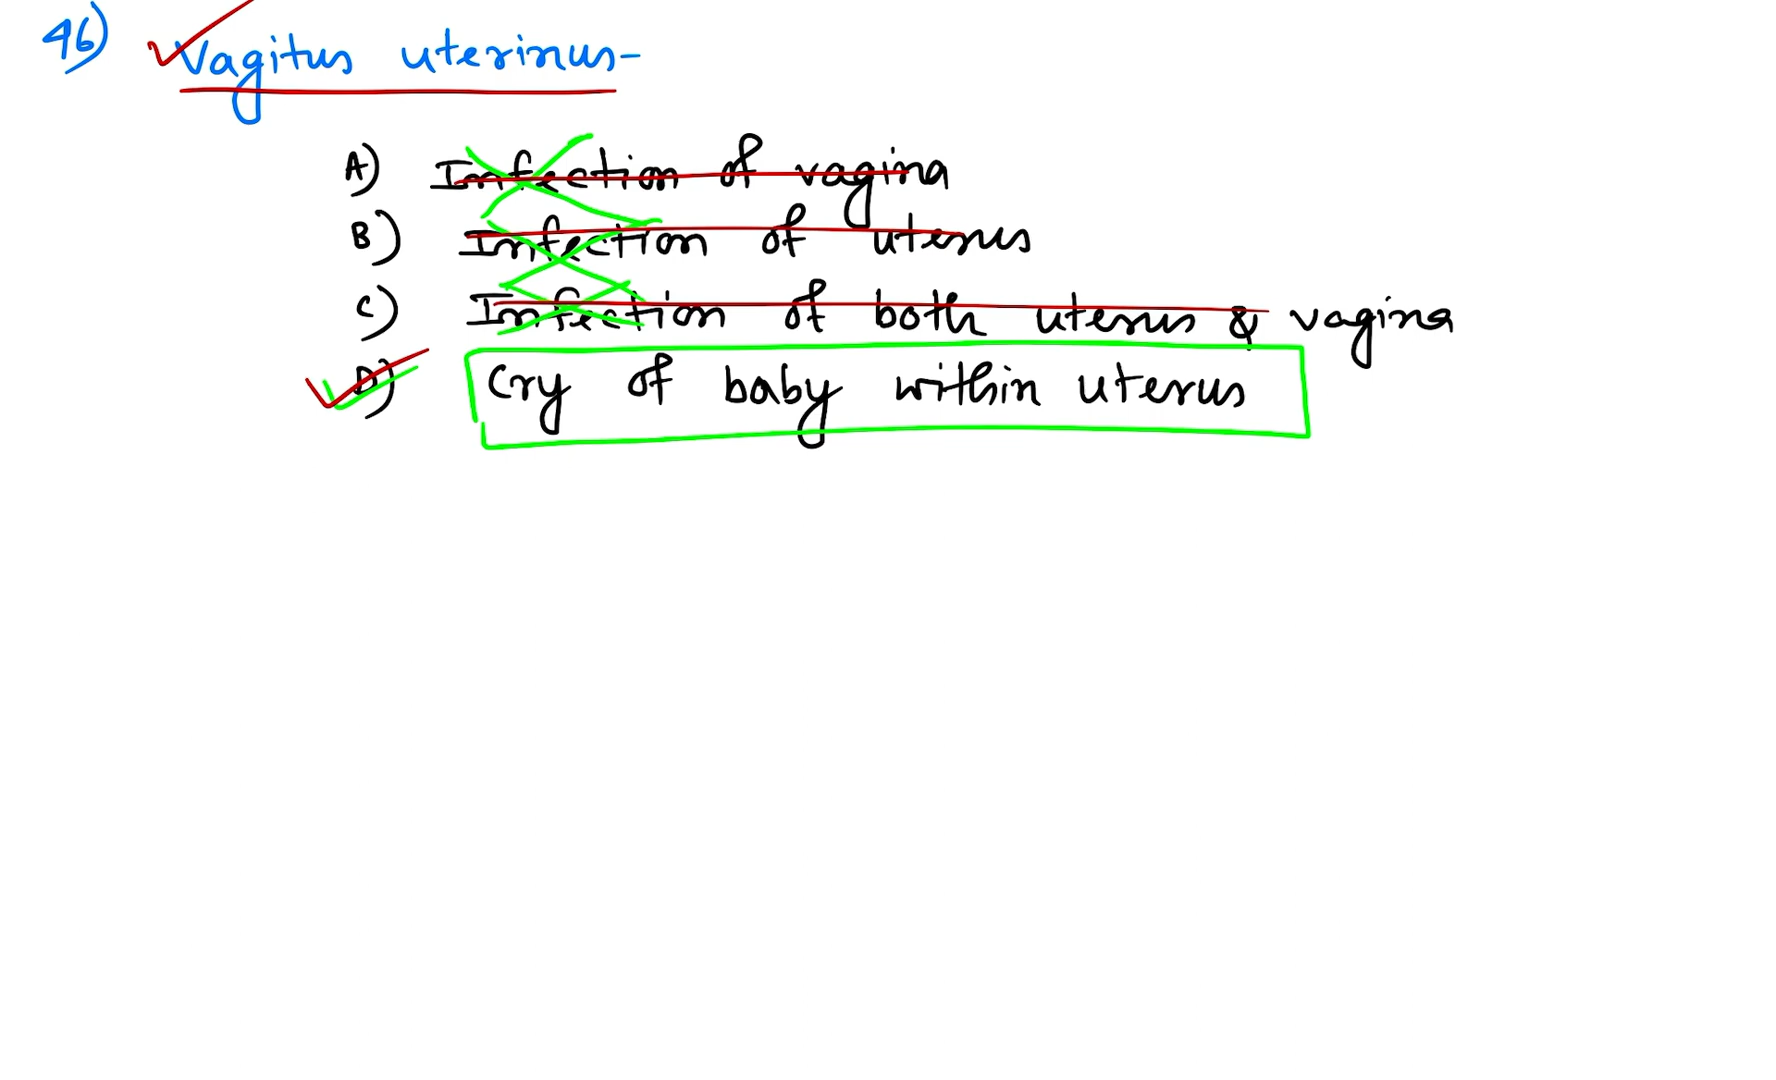 46) Vagitus uterinus-
A) Infection of vagina
B) Infection of uterus
C) Infection of both uterus & vagina
D) Cry of baby within uterus